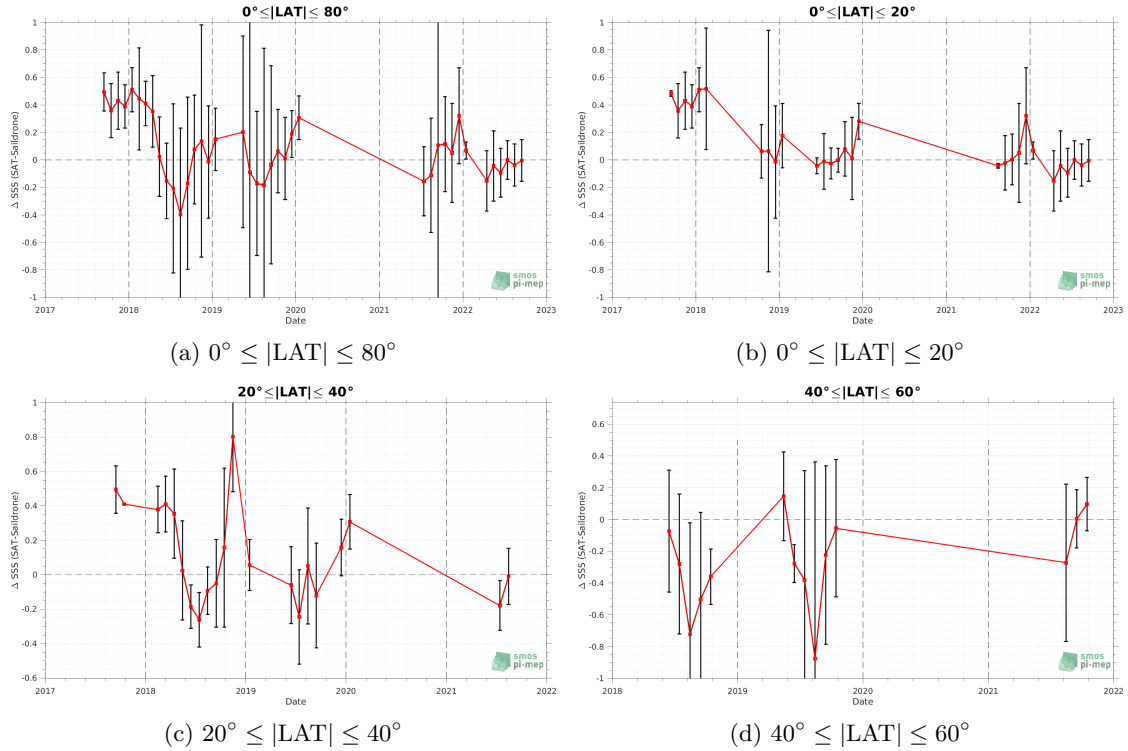 0°≤|LAT|≤ 80°
Δ SSS (SAT-Saildrone)
1
0.8
0.6
0.4
0.2
0
-0.2
-0.4
-0.6
-0.8
-1
2017 2018 2019 2020 2021 2022 2023
Date
smos
pi-mep
(a) 0° ≤ |LAT| ≤ 80°
0°≤|LAT|≤ 20°
Δ SSS (SAT-Saildrone)
1
0.8
0.6
0.4
0.2
0
-0.2
-0.4
-0.6
-0.8
-1
2017 2018 2019 2020 2021 2022 2023
Date
smos
pi-mep
(b) 0° ≤ |LAT| ≤ 20°
20°≤|LAT|≤ 40°
Δ SSS (SAT-Saildrone)
1
0.8
0.6
0.4
0.2
0
-0.2
-0.4
-0.6
2017 2018 2019 2020 2021 2022
Date
smos
pi-mep
(c) 20° ≤ |LAT| ≤ 40°
40°≤|LAT|≤ 60°
Δ SSS (SAT-Saildrone)
0.6
0.4
0.2
0
-0.2
-0.4
-0.6
-0.8
-1
2018 2019 2020 2021 2022
Date
smos
pi-mep
(d) 40° ≤ |LAT| ≤ 60°